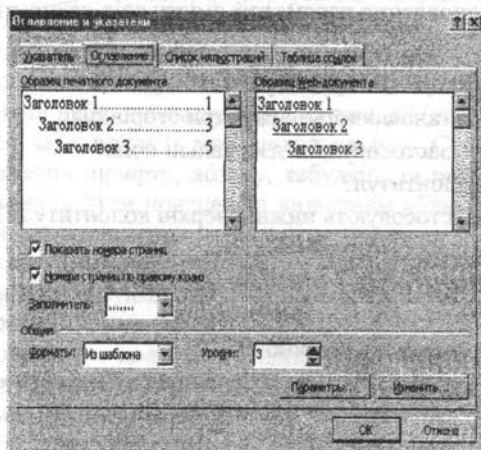 Оглавление и указатели
Указатель Оглавление Список иллюстраций Таблица ссылок
Образец печатного документа Образец Web-документа
Заголовок 1..........................1 Заголовок 1
Заголовок 2......................3 Заголовок 2
Заголовок 3....................5 Заголовок 3
Показать номера страниц
Номера страниц по правому краю
Заполнитель: .......
Общие
Форматы: Из шаблона Уровни: 3
Параметры... Изменить...
OK Отмена